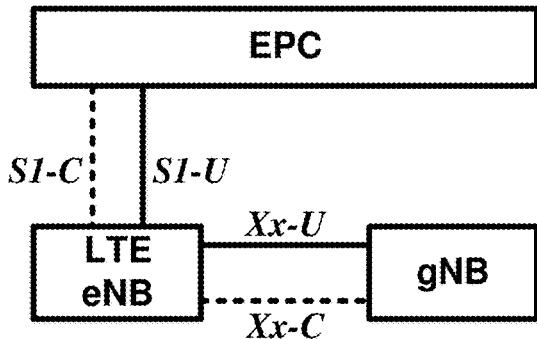 EPC
S1-C
S1-U
LTE
eNB
Xx-U
gNB
Xx-C